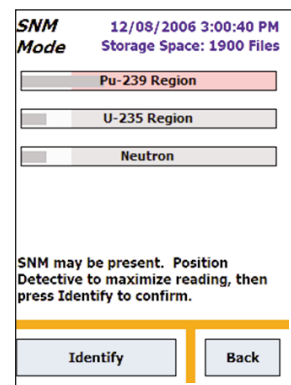 SNM 12/08/2006 3:00:40 PM
Mode Storage Space: 1900 Files
Pu-239 Region
U-235 Region
Neutron
SNM may be present. Position
Detective to maximize reading, then
press Identify to confirm.
Identify Back